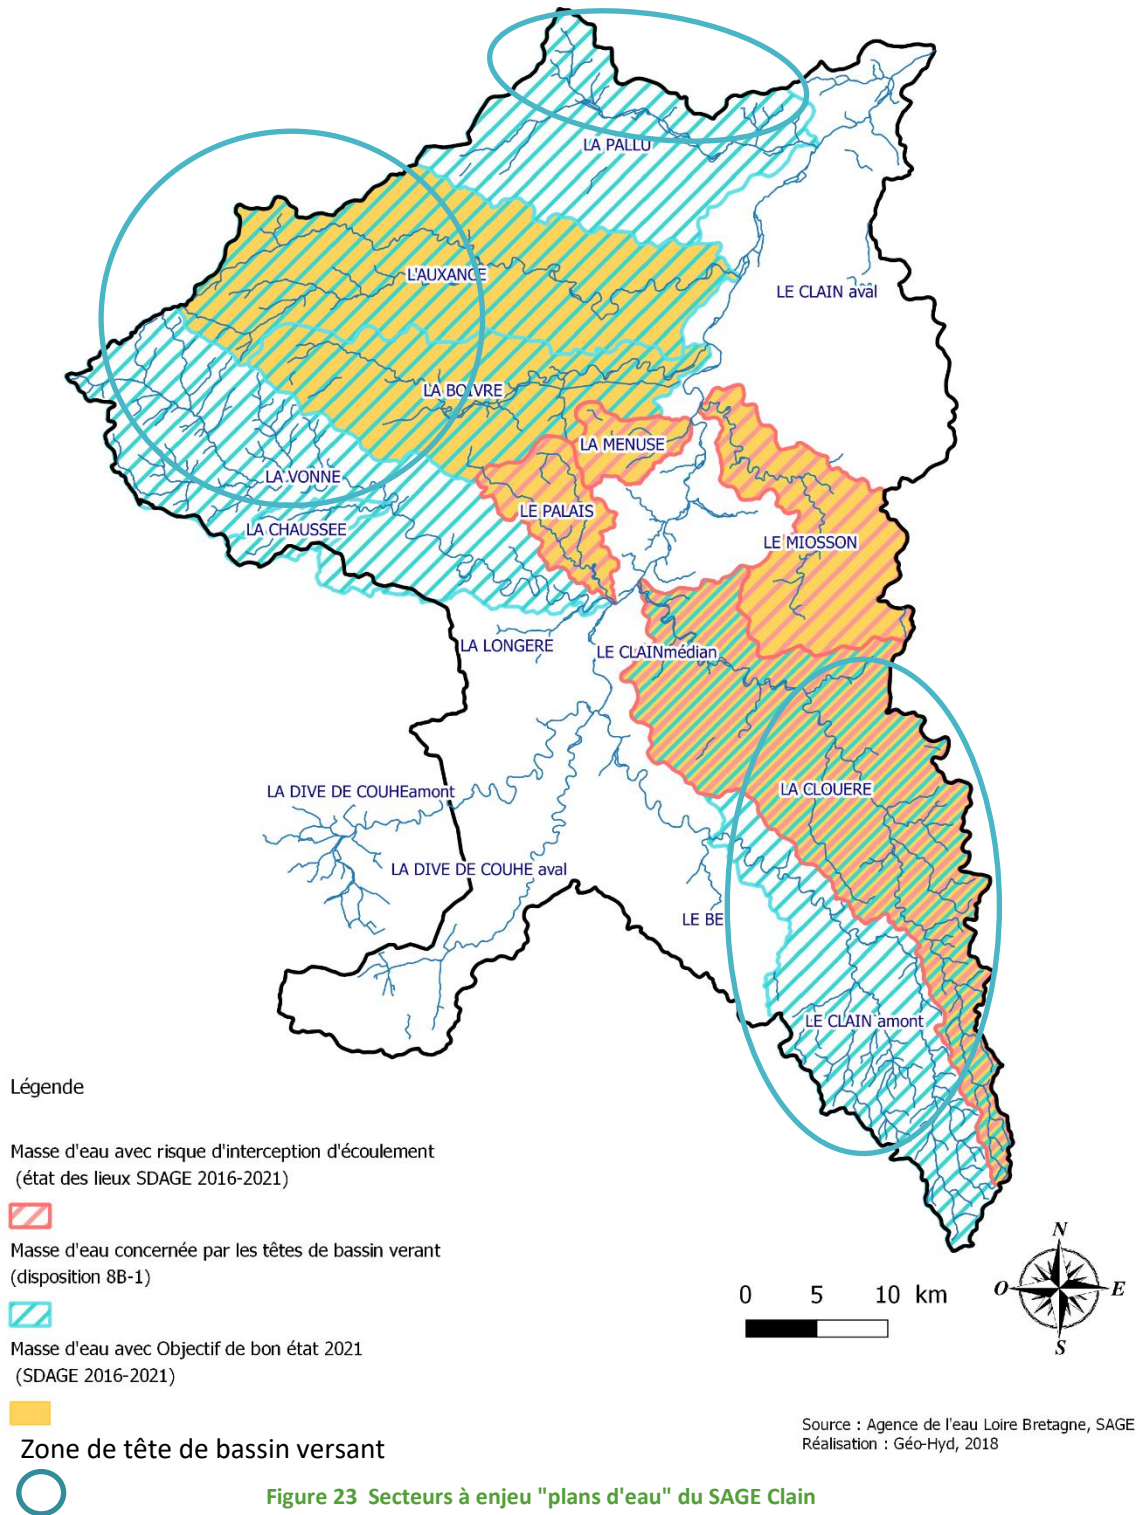 LA PALLU
L'AUXANCE
LE CLAIN aval
LA BOIVRE
LA MENUSE
LA VONNE
LE PALAIS
LA CHAUSSEE
LE MIOSSON
LA LONGERE
LE CLAINmédian
LA DIVE DE COUHEamont
LA CLOUERE
LA DIVE DE COUHE aval
LE BE
LE CLAIN amont
Légende
Masse d'eau avec risque d'interception d'écoulement
(état des lieux SDAGE 2016-2021)
Masse d'eau concernée par les têtes de bassin verant
(disposition 8B-1)
Masse d'eau avec Objectif de bon état 2021
(SDAGE 2016-2021)
Zone de tête de bassin versant
0 5 10 km
N
O E
S
Source : Agence de l'eau Loire Bretagne, SAGE
Réalisation : Géo-Hyd, 2018
Figure 23 Secteurs à enjeu "plans d'eau" du SAGE Clain